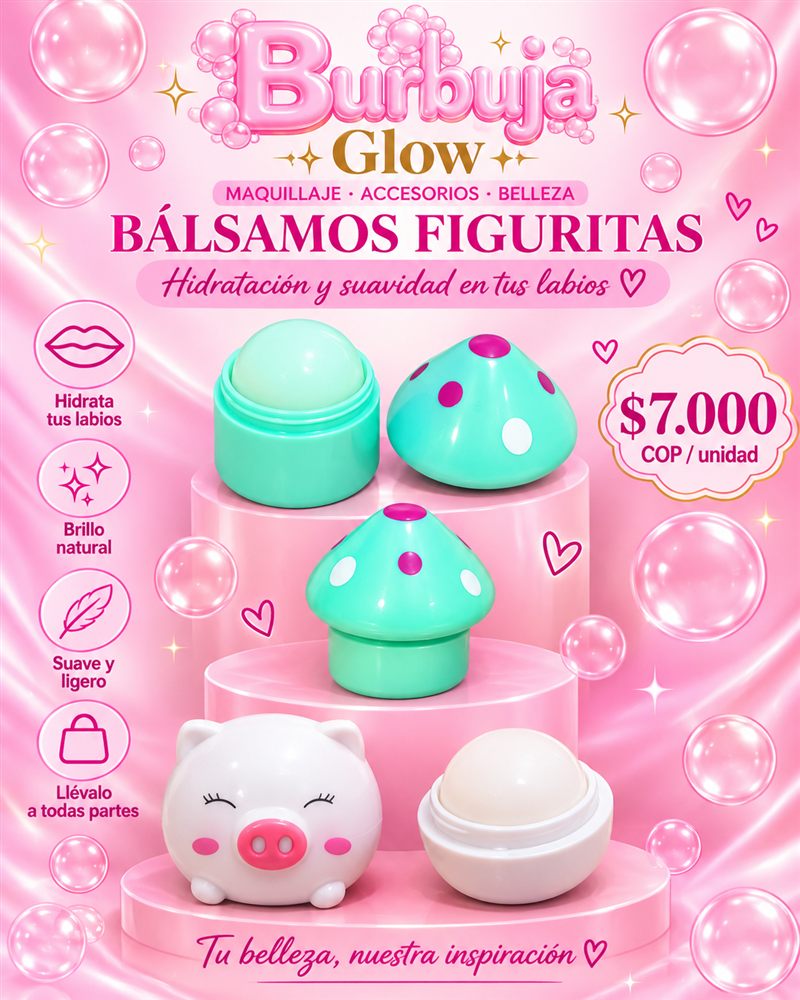 Burbuja
Glow
MAQUILLAJE · ACCESORIOS · BELLEZA
BÁLSAMOS FIGURITAS
Hidratación y suavidad en tus labios
Hidrata
tus labios
Brillo
natural
Suave y
ligero
Llévalo
a todas partes
$7.000
COP / unidad
Tu belleza, nuestra inspiración